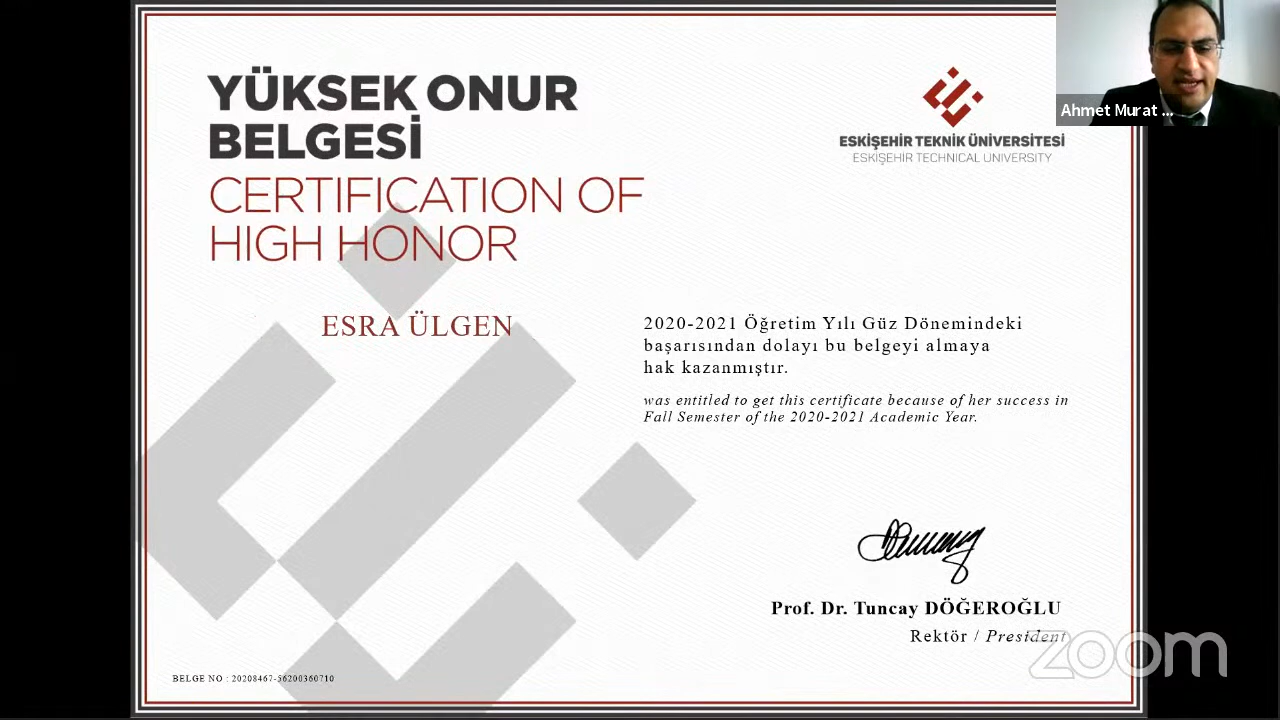 YÜKSEK ONUR
BELGESİ
CERTIFICATION OF
HIGH HONOR
ESKİŞEHİR TEKNİK ÜNİVERSİTESİ
ESKİŞEHİR TECHNICAL UNIVERSITY
Ahmet Murat ...
ESRA ÜLGEN
2020-2021 Öğretim Yılı Güz Dönemindeki
başarısından dolayı bu belgeyi almaya
hak kazanmıştır.
was entitled to get this certificate because of her success in
Fall Semester of the 2020-2021 Academic Year.
Prof. Dr. Tuncay DÖĞEROĞLU
Rektör / President
zoom
BELGE NO : 20208467-56200360710